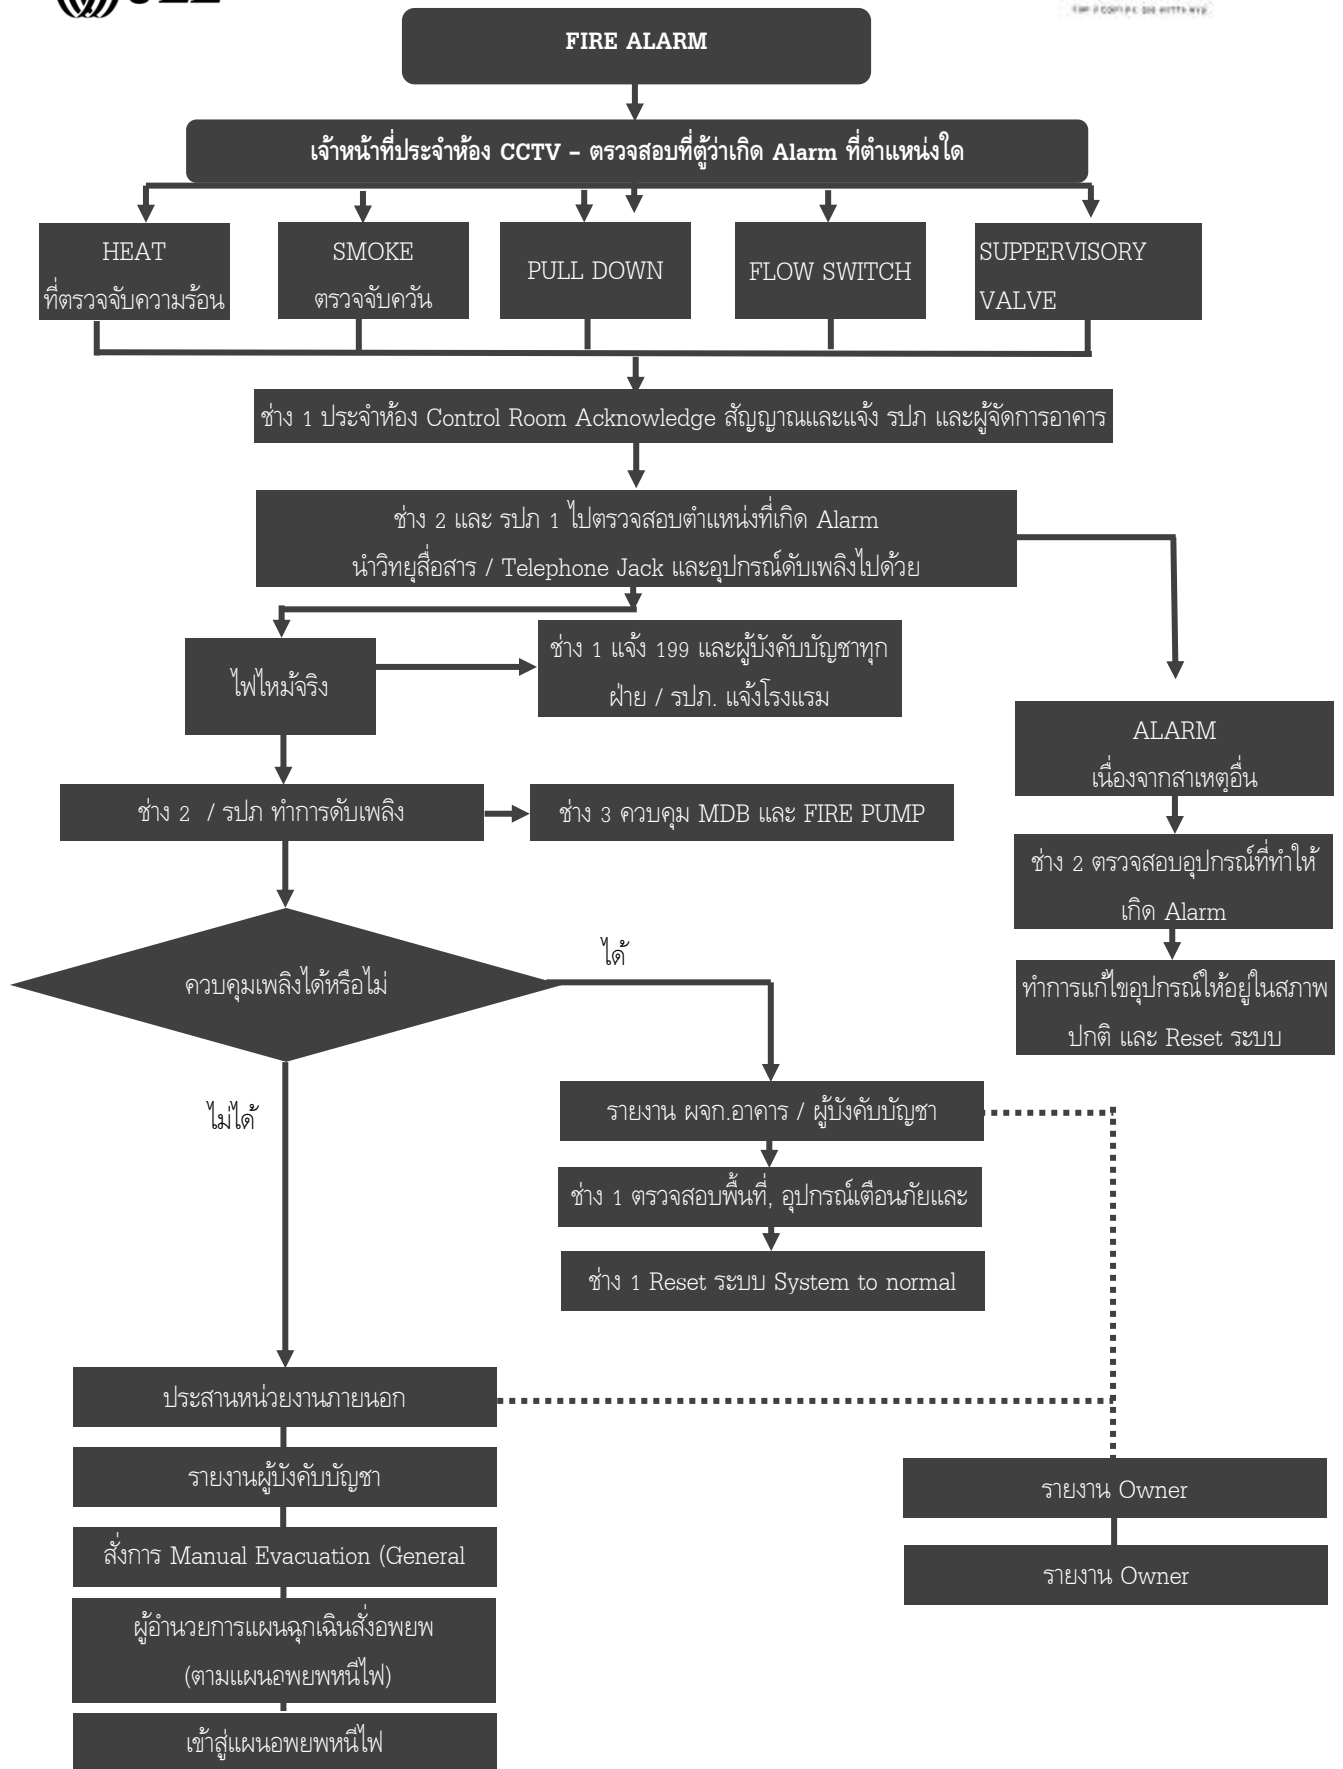 FIRE ALARM
เจ้าหน้าที่ประจำห้อง CCTV – ตรวจสอบที่ตู้ว่าเกิด Alarm ที่ตำแหน่งใด
HEAT
ที่ตรวจจับความร้อน
SMOKE
ตรวจจับควัน
PULL DOWN
FLOW SWITCH
SUPPERVISORY
VALVE
ช่าง 1 ประจำห้อง Control Room Acknowledge สัญญาณและแจ้ง รปภ และผู้จัดการอาคาร
ช่าง 2 และ รปภ 1 ไปตรวจสอบตำแหน่งที่เกิด Alarm
นำวิทยุสื่อสาร / Telephone Jack และอุปกรณ์ดับเพลิงไปด้วย
ไฟไหม้จริง
ช่าง 1 แจ้ง 199 และผู้บังคับบัญชาทุก
ฝ่าย / รปภ. แจ้งโรงแรม
ALARM
เนื่องจากสาเหตุอื่น
ช่าง 2 / รปภ ทำการดับเพลิง
ช่าง 3 ควบคุม MDB และ FIRE PUMP
ช่าง 2 ตรวจสอบอุปกรณ์ที่ทำให้
เกิด Alarm
ควบคุมเพลิงได้หรือไม่
ได้
ทำการแก้ไขอุปกรณ์ให้อยู่ในสภาพ
ปกติ และ Reset ระบบ
ไม่ได้
รายงาน ผจก.อาคาร / ผู้บังคับบัญชา
ช่าง 1 ตรวจสอบพื้นที่, อุปกรณ์เตือนภัยและ
ช่าง 1 Reset ระบบ System to normal
ประสานหน่วยงานภายนอก
รายงานผู้บังคับบัญชา
รายงาน Owner
สั่งการ Manual Evacuation (General
รายงาน Owner
ผู้อำนวยการแผนฉุกเฉินสั่งอพยพ
(ตามแผนอพยพหนีไฟ)
เข้าสู่แผนอพยพหนีไฟ